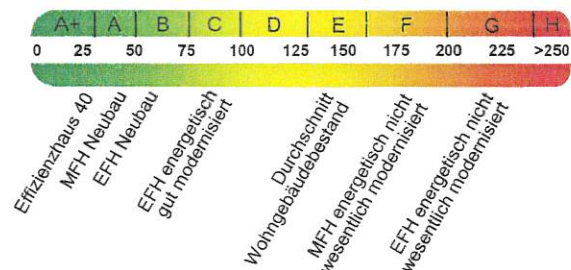 A+ A B C D E F G H
0 25 50 75 100 125 150 175 200 225 >250
Effizienzhaus 40
MFH Neubau
EFH Neubau
EFH energetisch
gut modernisiert
Durchschnitt
Wohngebäudebestand
MFH energetisch nicht
wesentlich modernisiert
EFH energetisch nicht
wesentlich modernisiert